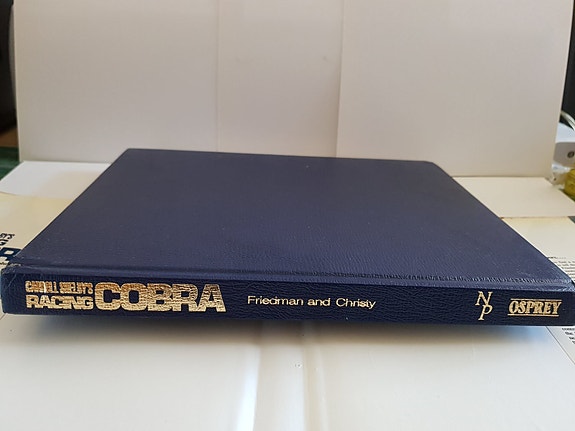 CARROLL SHELBY'S
RACING COBRA
Friedman and Christy
NP
OSPREY